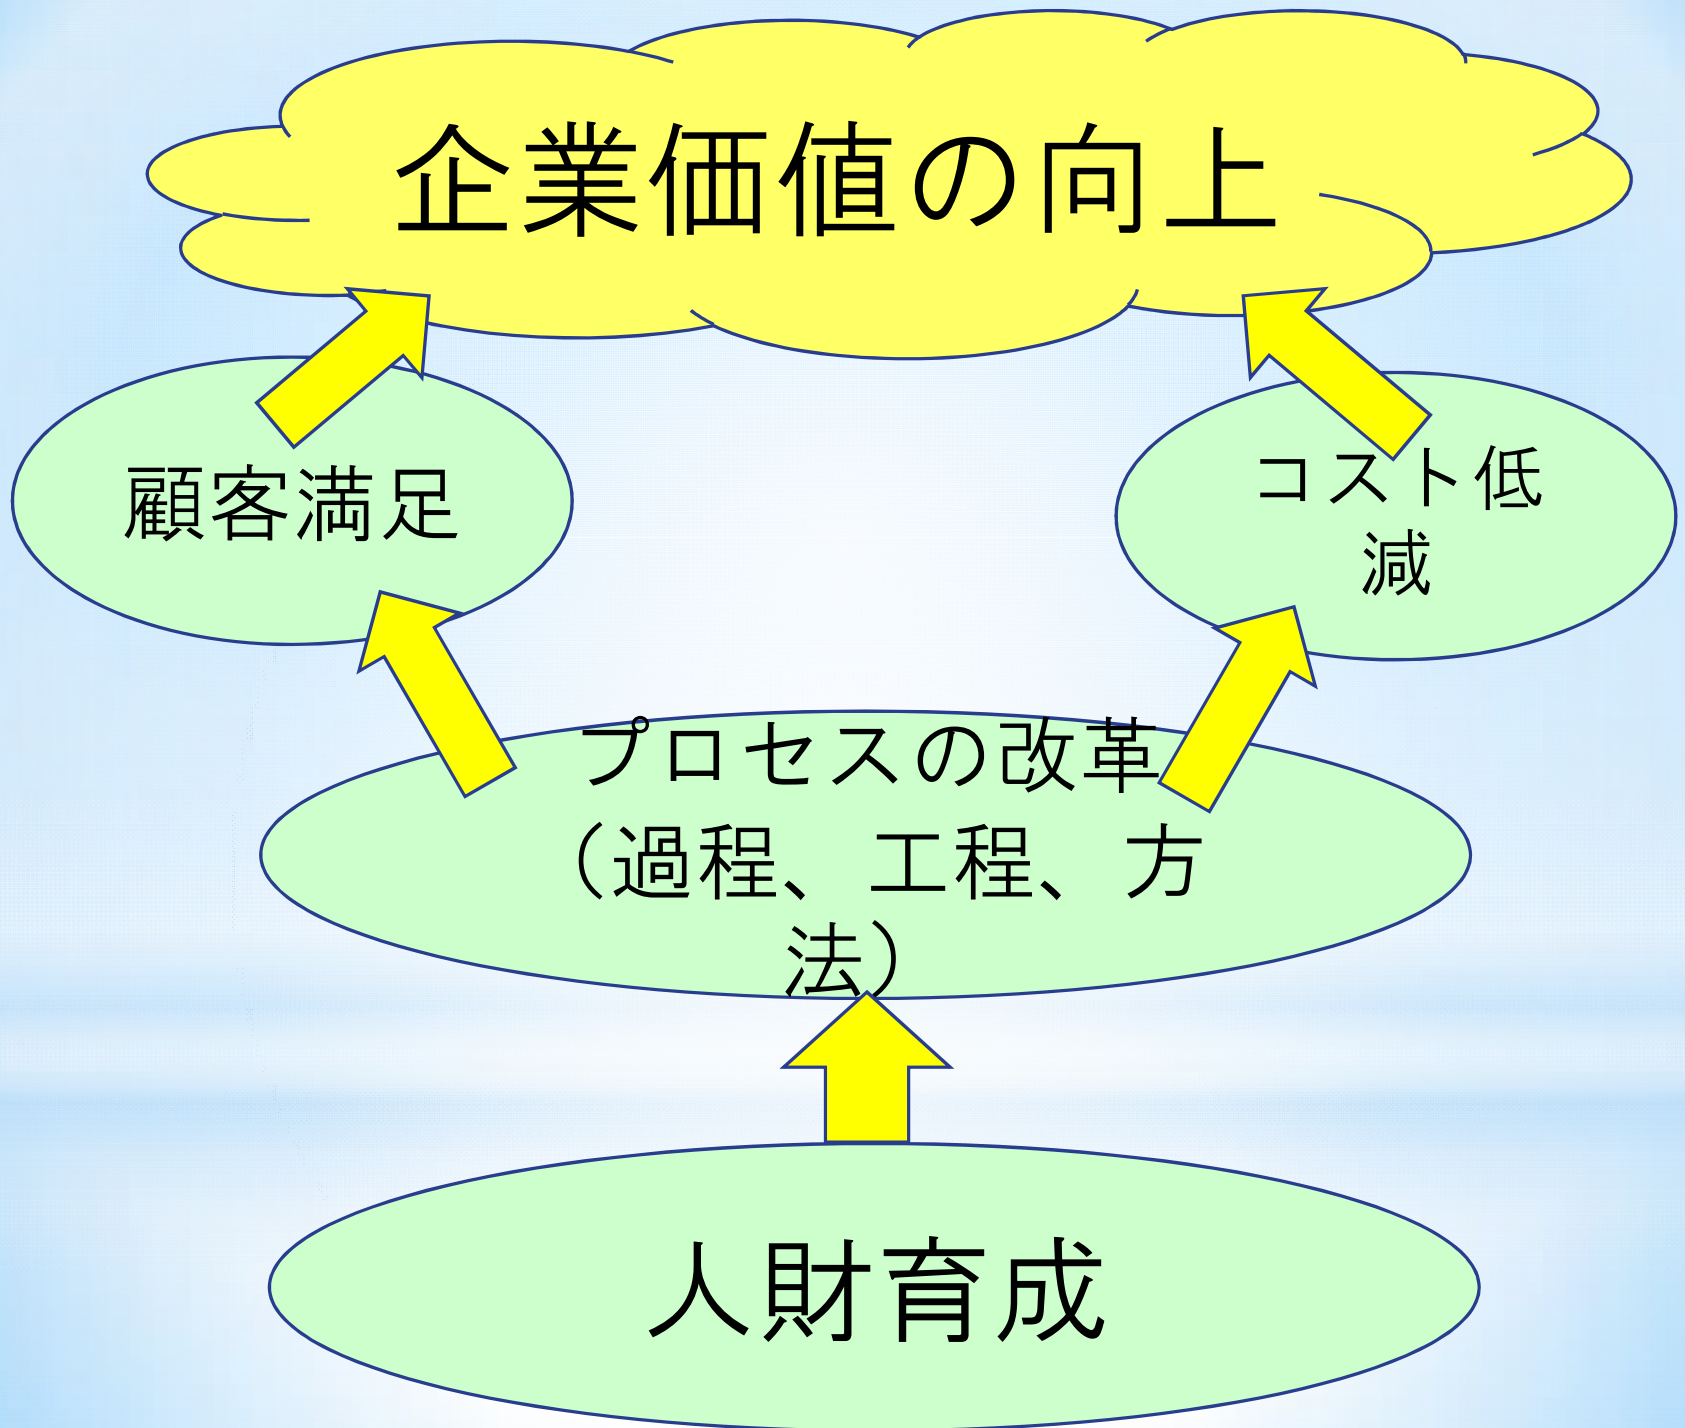 企業価値の向上
顧客満足
コスト低
減
プロセスの改革
（過程、工程、方
法）
人財育成